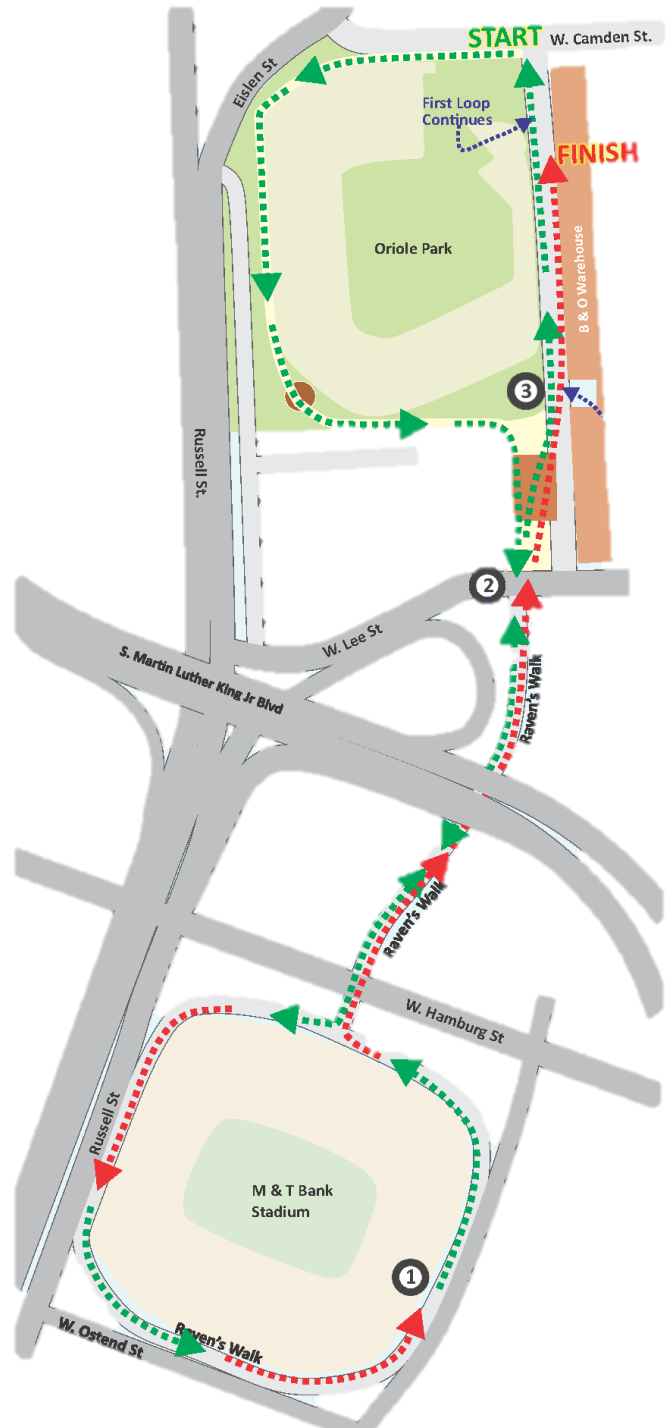 START
W. Camden St.
Eislen St
First Loop
Continues
FINISH
Oriole Park
B & O Warehouse
3
Russell St.
2
W. Lee St
S. Martin Luther King Jr Blvd
Raven's Walk
Raven's Walk
W. Hamburg St
Russell St
M & T Bank
Stadium
1
Raven's Walk
W. Ostend St